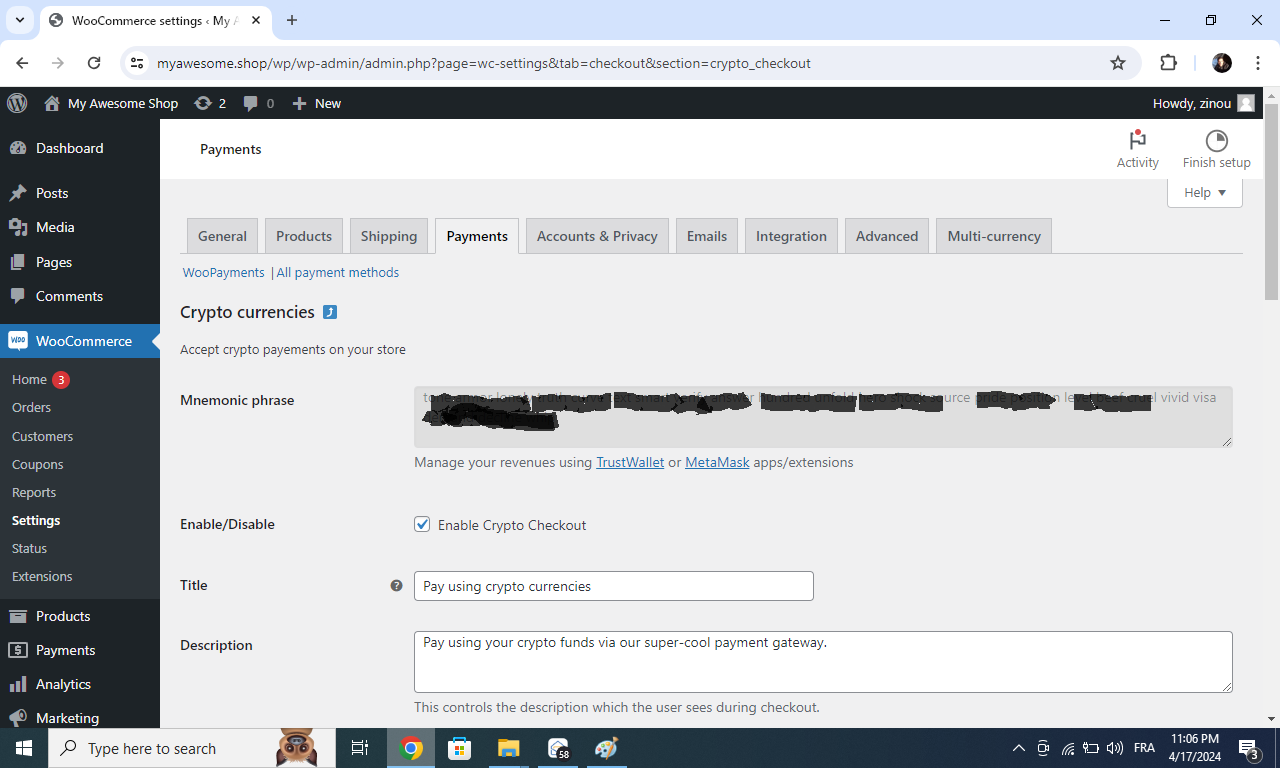 WooCommerce settings ‹ My A
myawesome.shop/wp/wp-admin/admin.php?page=wc-settings&tab=checkout&section=crypto_checkout
My Awesome Shop 2 0 New
Howdy, zinou
Dashboard
Posts
Media
Pages
Comments
WooCommerce
Home 3
Orders
Customers
Coupons
Reports
Settings
Status
Extensions
Products
Payments
Analytics
Marketing
Payments
Activity
Finish setup
Help
General Products Shipping Payments Accounts & Privacy Emails Integration Advanced Multi-currency
WooPayments | All payment methods
Crypto currencies
Accept crypto payements on your store
Mnemonic phrase
vivid visa
Manage your revenues using TrustWallet or MetaMask apps/extensions
Enable/Disable
Enable Crypto Checkout
Title
Pay using crypto currencies
Description
Pay using your crypto funds via our super-cool payment gateway.
This controls the description which the user sees during checkout.
Type here to search
58
FRA
11:06 PM
4/17/2024
3